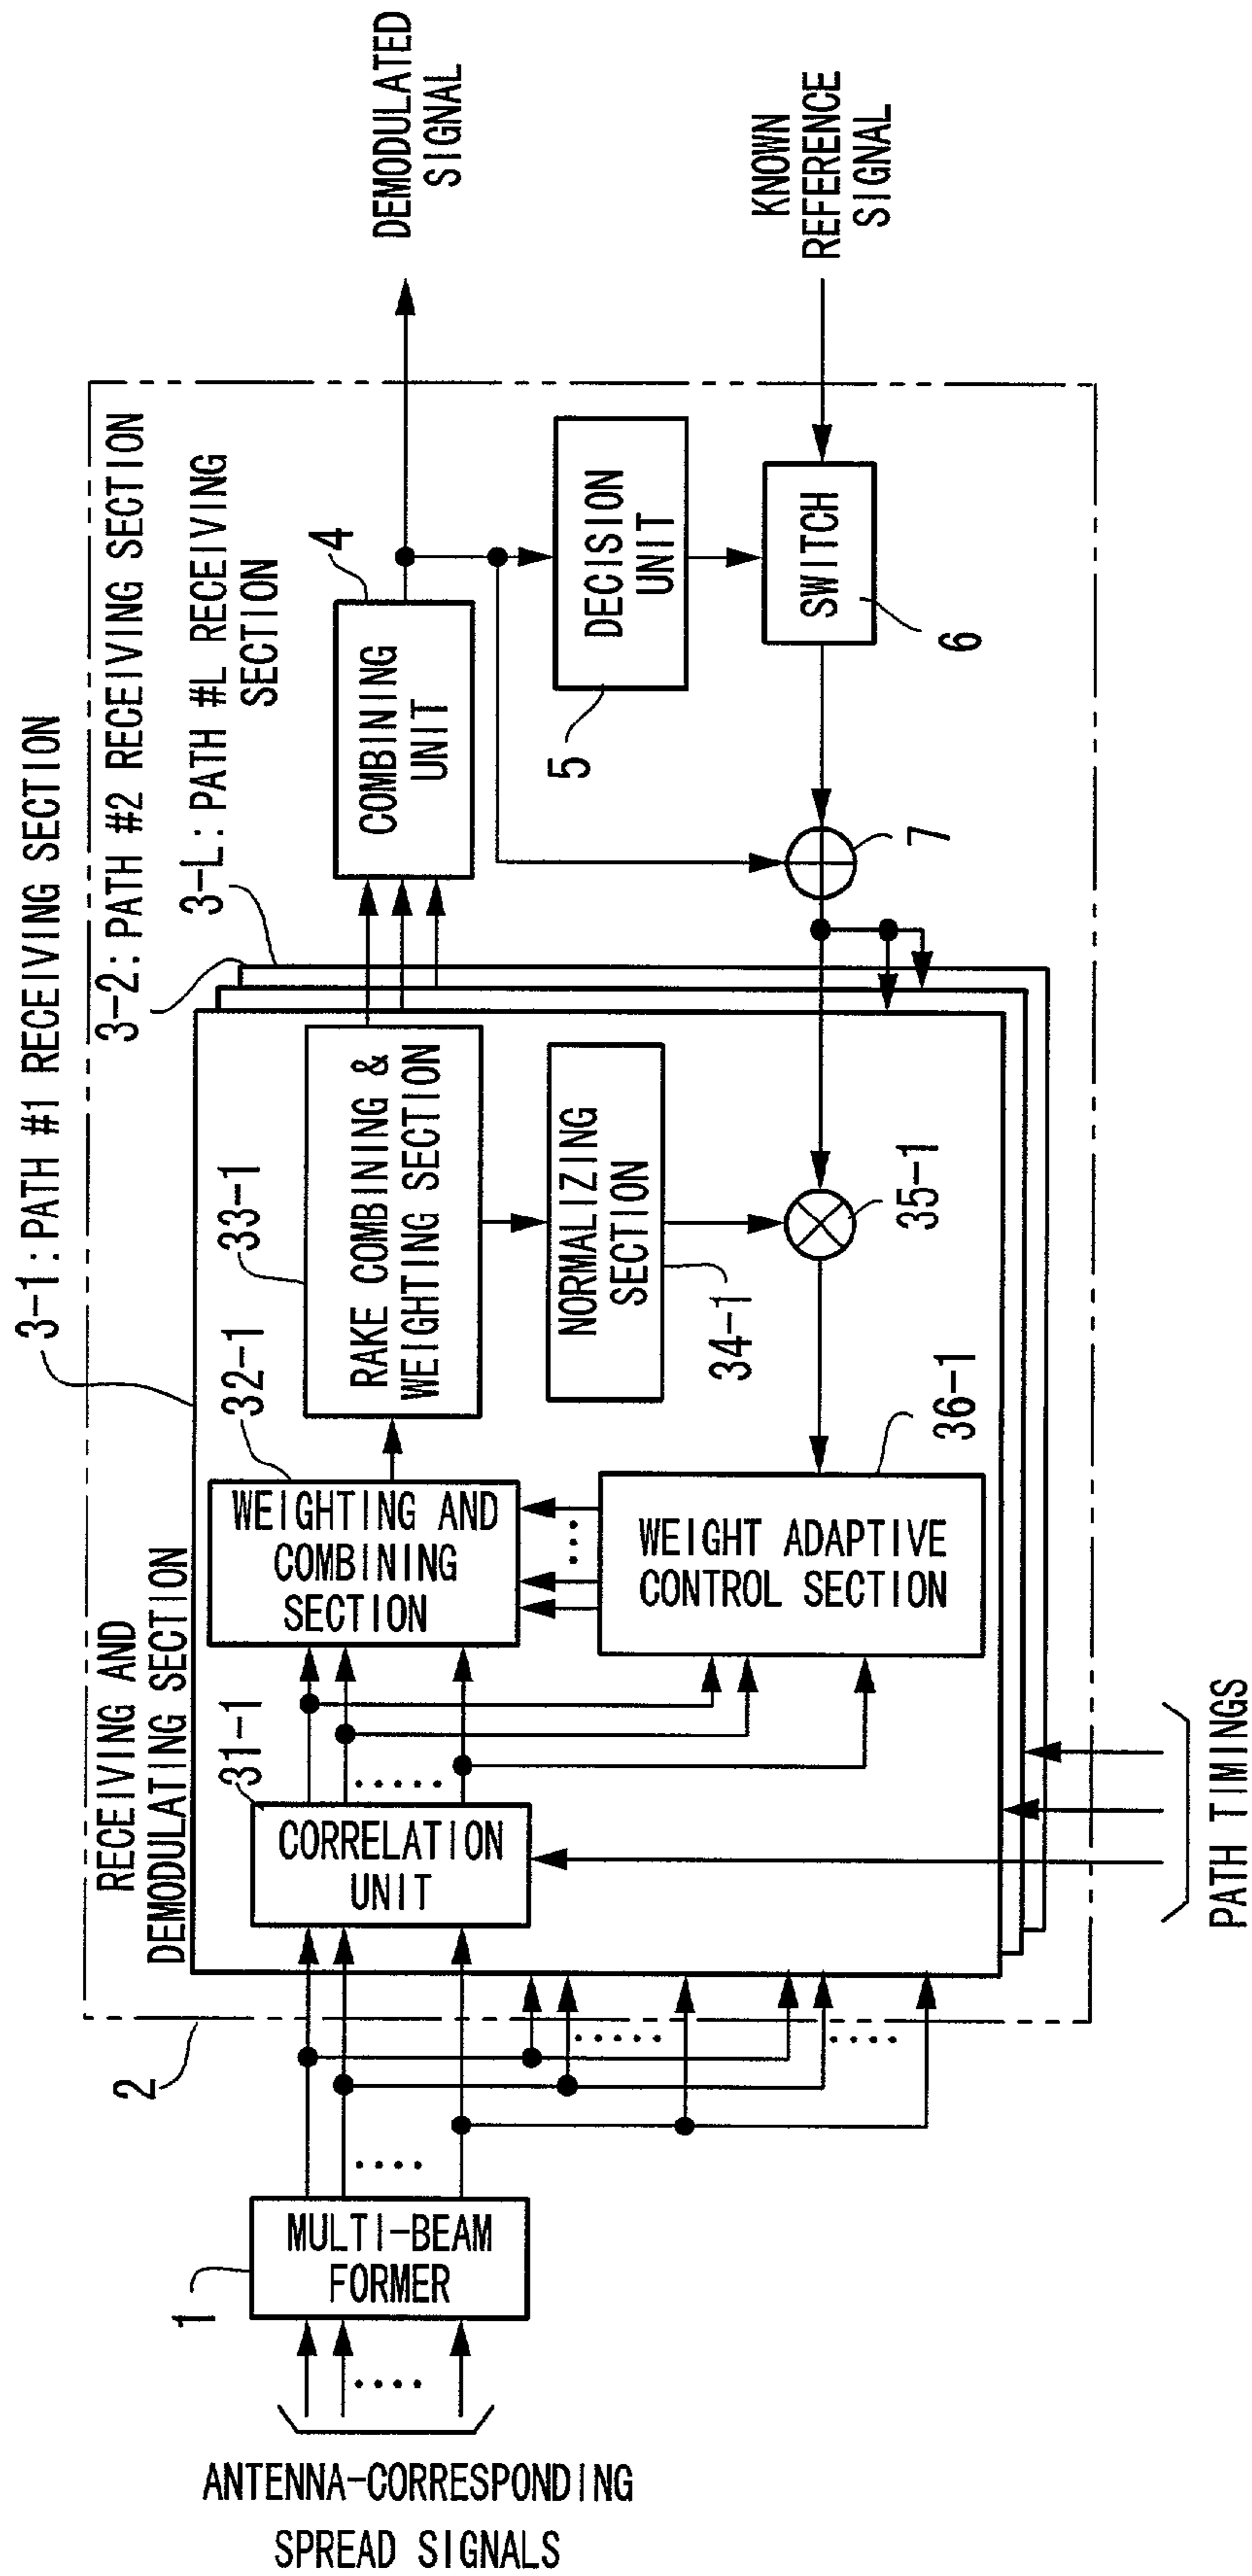 3-1:PATH #1 RECEIVING SECTION
RECEIVING AND
DEMODULATING SECTION
3-2:PATH #2 RECEIVING SECTION
3-L:PATH #L RECEIVING
SECTION
2
1
MULTI-BEAM
FORMER
ANTENNA-CORRESPONDING
SPREAD SIGNALS
31-1
CORRELATION
UNIT
32-1
WEIGHTING AND
COMBINING
SECTION
33-1
RAKE COMBINING &
WEIGHTING SECTION
NORMALIZING
SECTION
34-1
35-1
36-1
WEIGHT ADAPTIVE
CONTROL SECTION
4
COMBINING
UNIT
DEMODULATED
SIGNAL
5
DECISION
UNIT
SWITCH
6
7
KNOWN
REFERENCE
SIGNAL
PATH TIMINGS